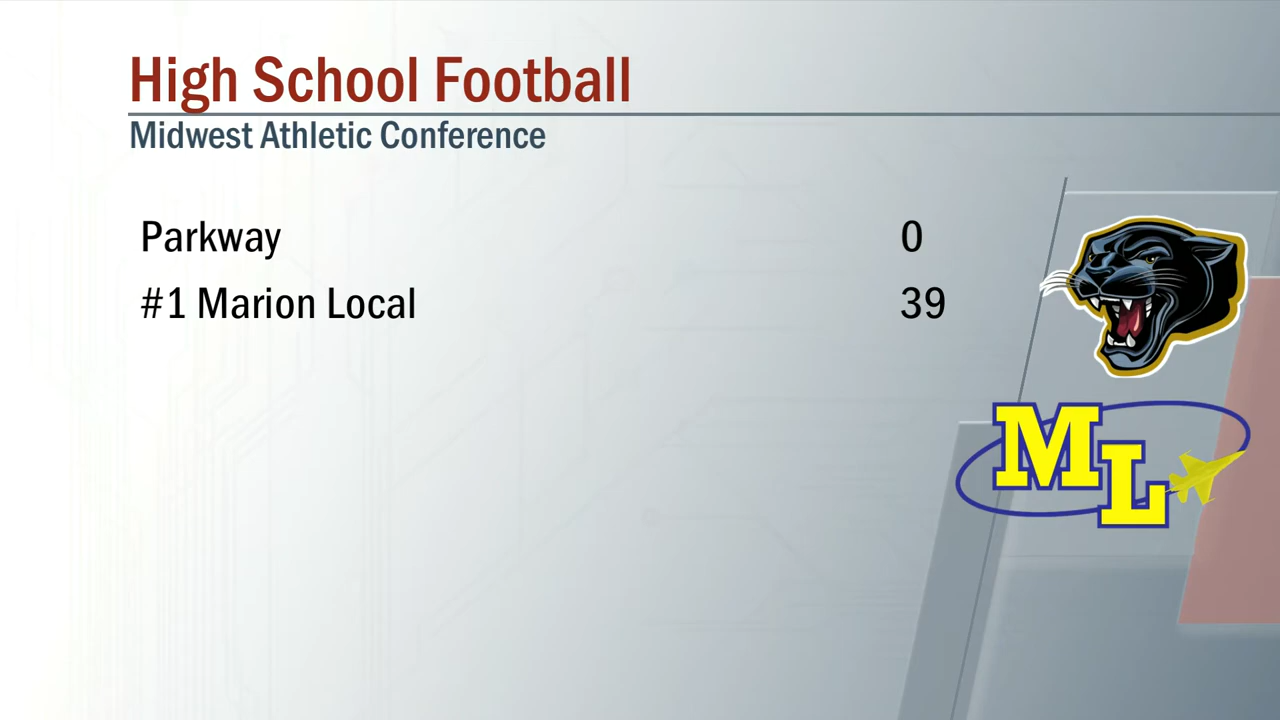 High School Football
Midwest Athletic Conference
Parkway 0
#1 Marion Local 39
ML